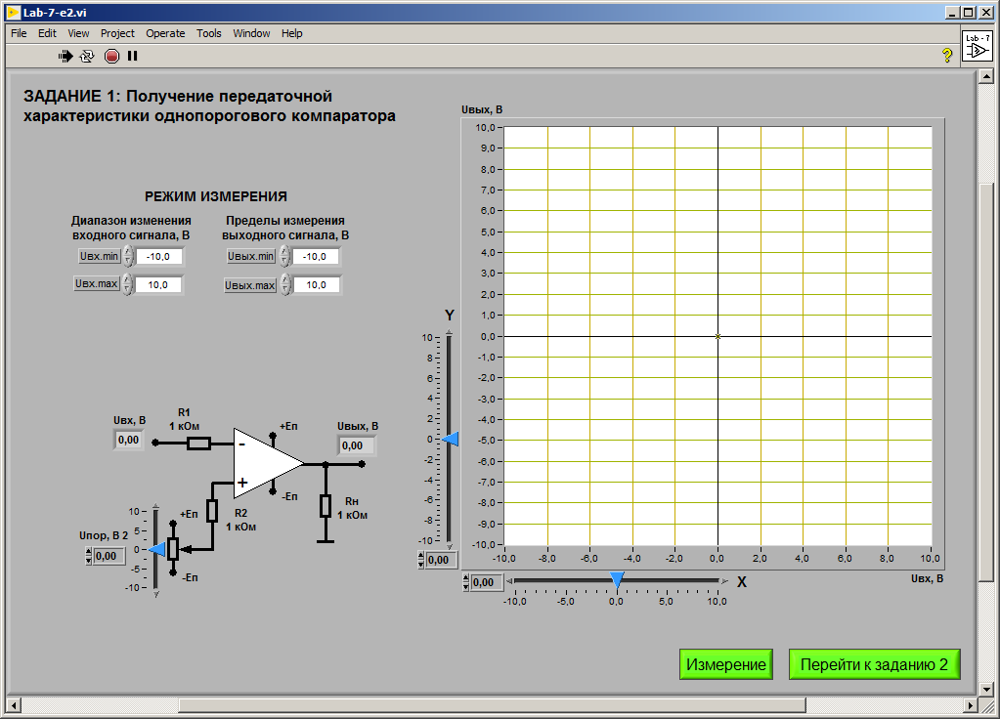 Lab-7-e2.vi
File Edit View Project Operate Tools Window Help
Lab - 7
?
ЗАДАНИЕ 1: Получение передаточной
характеристики однопорогового компаратора
РЕЖИМ ИЗМЕРЕНИЯ
Диапазон изменения
входного сигнала, В
Uвх.min -10,0
Uвх.max 10,0
Пределы измерения
выходного сигнала, В
Uвых.min -10,0
Uвых.max 10,0
Uвых, В
10,0
9,0
8,0
7,0
6,0
5,0
4,0
3,0
2,0
1,0
0,0
-1,0
-2,0
-3,0
-4,0
-5,0
-6,0
-7,0
-8,0
-9,0
-10,0
-10,0 -8,0 -6,0 -4,0 -2,0 0,0 2,0 4,0 6,0 8,0 10,0
Uвх, В
Y
10
8
6
4
2
0
-2
-4
-6
-8
-10
0,00
0,00
X
-10,0 -5,0 0,0 5,0 10,0
Uвх, В
0,00
R1
1 кОм
-
+
+Eп
-Eп
Uвых, В
0,00
Rн
1 кОм
R2
1 кОм
Uпор, В 2
0,00
10
5
0
-5
-10
+Eп
-Eп
Измерение
Перейти к заданию 2